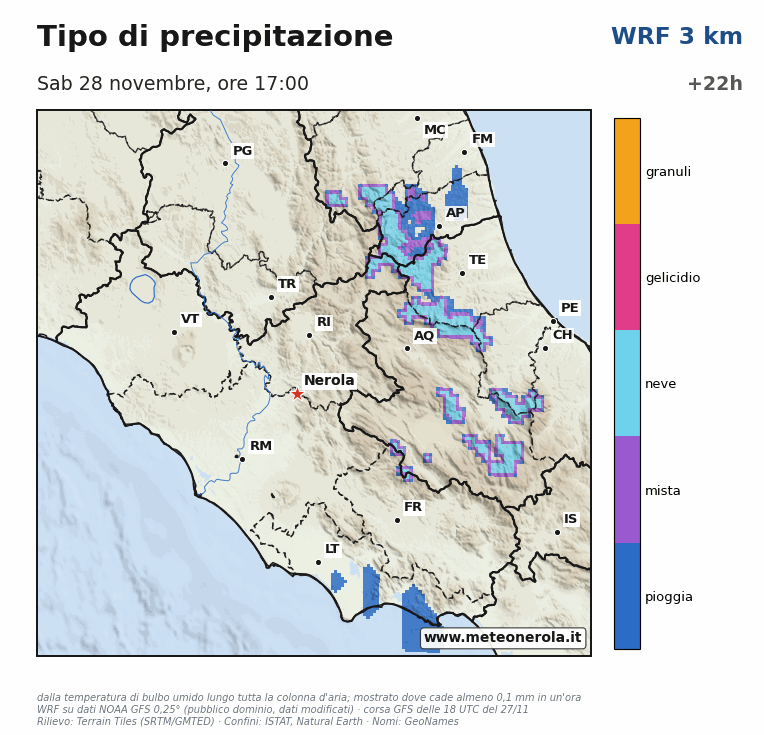 Tipo di precipitazione
WRF 3 km
Sab 28 novembre, ore 17:00
+22h
MC
FM
PG
AP
TE
TR
PE
VT
RI
AQ
CH
Nerola
RM
FR
IS
LT
www.meteonerola.it
granuli
gelicidio
neve
mista
pioggia
dalla temperatura di bulbo umido lungo tutta la colonna d'aria; mostrato dove cade almeno 0,1 mm in un'ora
WRF su dati NOAA GFS 0,25° (pubblico dominio, dati modificati) · corsa GFS delle 18 UTC del 27/11
Rilievo: Terrain Tiles (SRTM/GMTED) · Confini: ISTAT, Natural Earth · Nomi: GeoNames